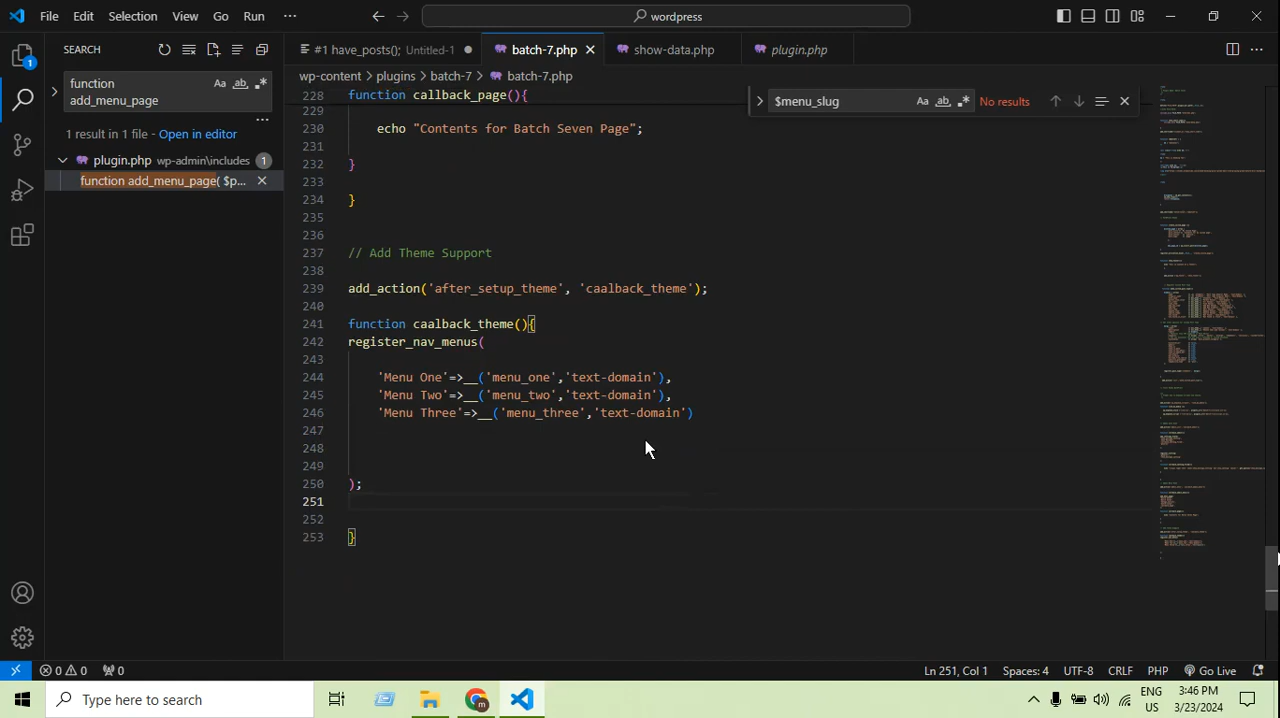 File Edit Selection View Go Run ··· wordpress
SEARCH
function
add_menu_page
Aa ab
1 result in 1 file - Open in editor
plugin.php wp-admin\includes 1
function add_menu_page( $p...
#1 have_posts(); Untitled-1
batch-7.php
show-data.php
plugin.php
wp-content > plugins > batch-7 > batch-7.php
$menu_slug Aa ab No results
228 function callback_page(){
229
230 echo "Contents for Batch Seven Page";
231
232 }
233
234 }
235
236
237 // Add Theme Support
238
239 add_action('after_setup_theme', 'caalback_theme');
240
241 function caalback_theme(){
242 register_nav_menus(
243
244 'Menu One'=>__('menu_one','text-domain'),
245 'Menu Two'=>__('menu_two','text-domain'),
246 'Menu Three'=>__('menu_three','text-domain')
247
248
249
250 );
251
252
253 }
1
0 0 0
Ln 251, Col 1 Spaces: 4 UTF-8 CRLF PHP Go Live
Type here to search
ENG
US
3:46 PM
3/23/2024